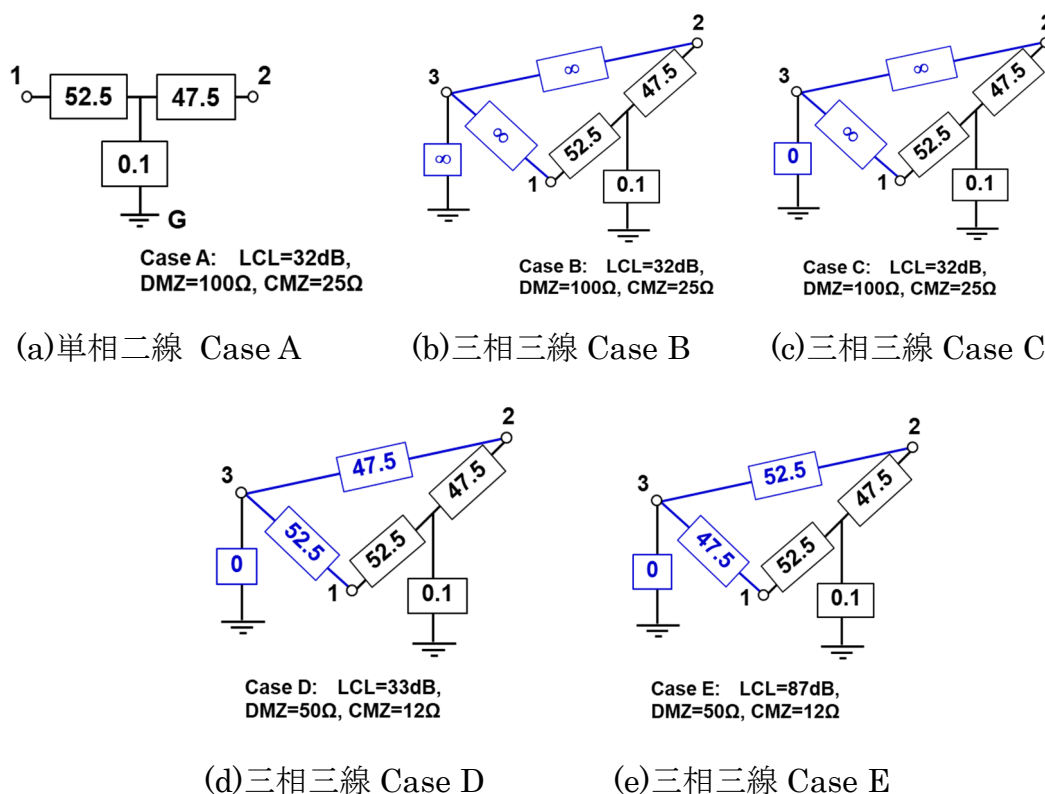 1
52.5
47.5
2
0.1
G
Case A: LCL=32dB,
DMZ=100Ω, CMZ=25Ω
(a)単相二線 Case A
2
3
∞
47.5
∞
52.5
∞
1
0.1
Case B: LCL=32dB,
DMZ=100Ω, CMZ=25Ω
(b)三相三線 Case B
2
3
∞
47.5
∞
52.5
0
1
0.1
Case C: LCL=32dB,
DMZ=100Ω, CMZ=25Ω
(c)三相三線 Case C
2
3
47.5
47.5
52.5
52.5
0
1
0.1
Case D: LCL=33dB,
DMZ=50Ω, CMZ=12Ω
(d)三相三線 Case D
2
3
52.5
47.5
47.5
52.5
0
1
0.1
Case E: LCL=87dB,
DMZ=50Ω, CMZ=12Ω
(e)三相三線 Case E